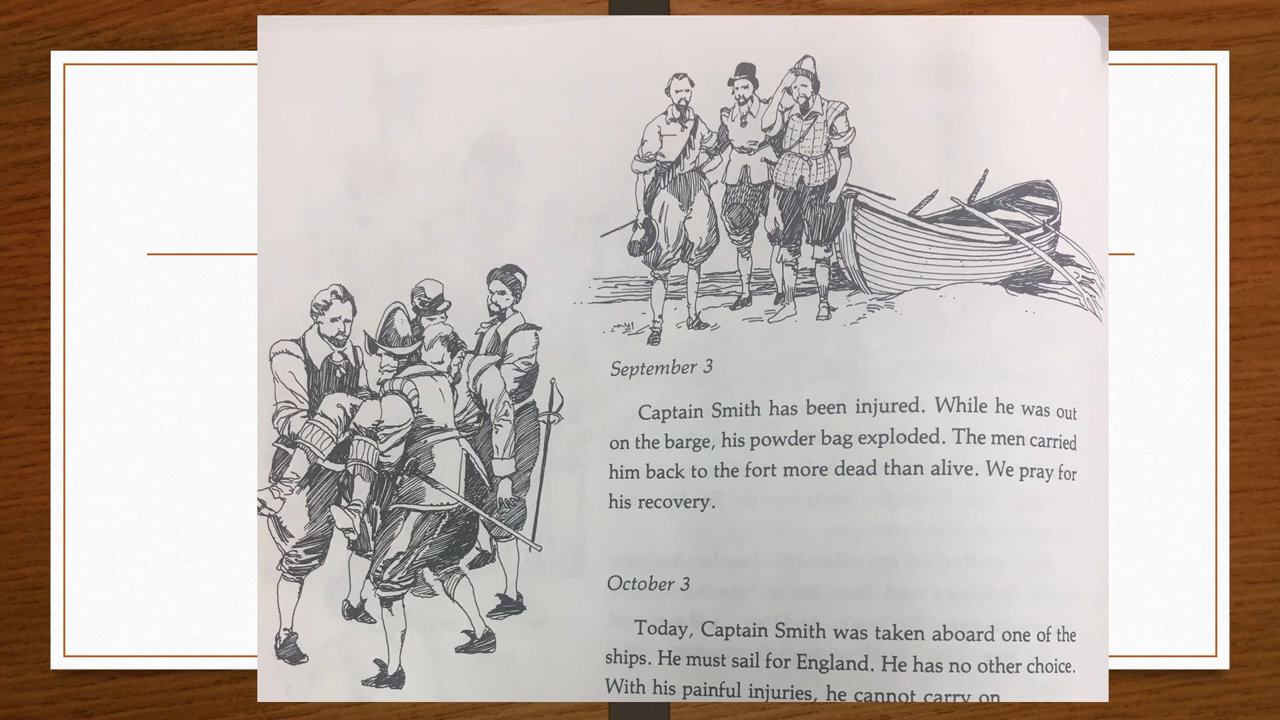 September 3
Captain Smith has been injured. While he was out
on the barge, his powder bag exploded. The men carried
him back to the fort more dead than alive. We pray for
his recovery.
October 3
Today, Captain Smith was taken aboard one of the
ships. He must sail for England. He has no other choice.
With his painful injuries, he cannot carry on